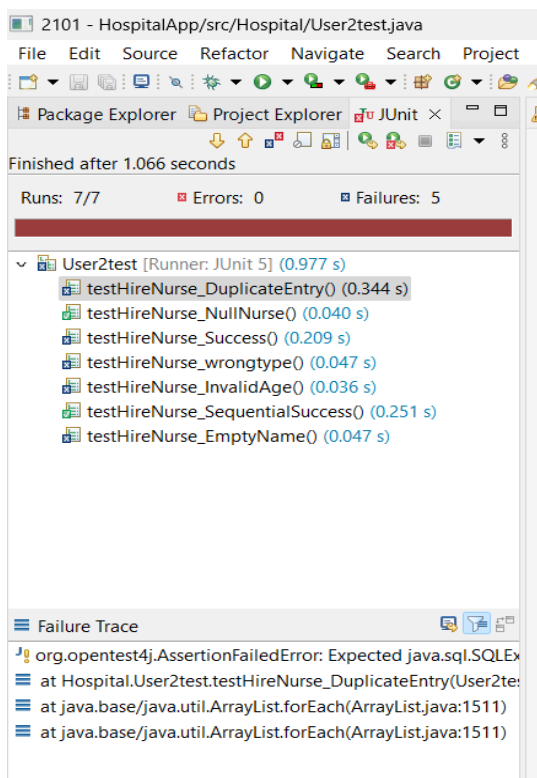 2101 - HospitalApp/src/Hospital/User2test.java
File Edit Source Refactor Navigate Search Project
Package Explorer Project Explorer JUnit
Finished after 1.066 seconds
Runs: 7/7 Errors: 0 Failures: 5
User2test [Runner: JUnit 5] (0.977 s)
testHireNurse_DuplicateEntry() (0.344 s)
testHireNurse_NullNurse() (0.040 s)
testHireNurse_Success() (0.209 s)
testHireNurse_wrongtype() (0.047 s)
testHireNurse_InvalidAge() (0.036 s)
testHireNurse_SequentialSuccess() (0.251 s)
testHireNurse_EmptyName() (0.047 s)
Failure Trace
org.opentest4j.AssertionFailedError: Expected java.sql.SQLEx
at Hospital.User2test.testHireNurse_DuplicateEntry(User2tes
at java.base/java.util.ArrayList.forEach(ArrayList.java:1511)
at java.base/java.util.ArrayList.forEach(ArrayList.java:1511)